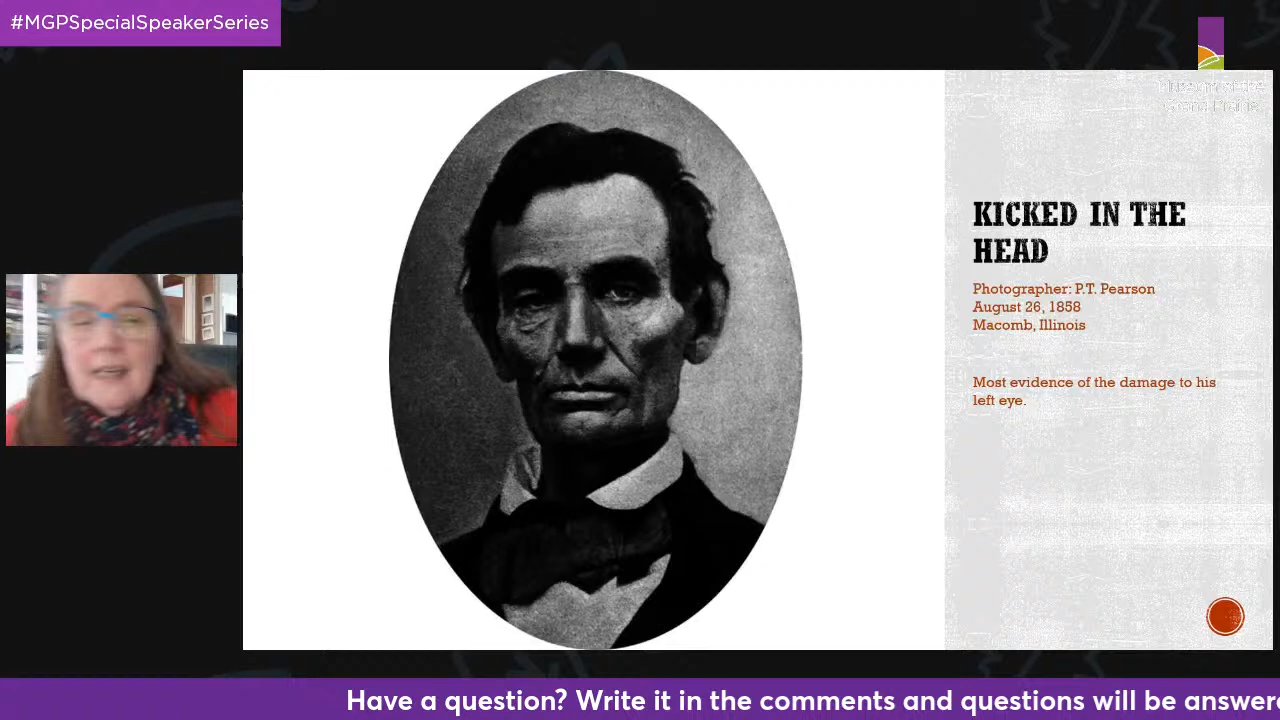 #MGPSpecialSpeakerSeries
KICKED IN THE
HEAD
Photographer: P.T. Pearson
August 26, 1858
Macomb, Illinois
Most evidence of the damage to his
left eye.
Have a question? Write it in the comments and questions will be answer